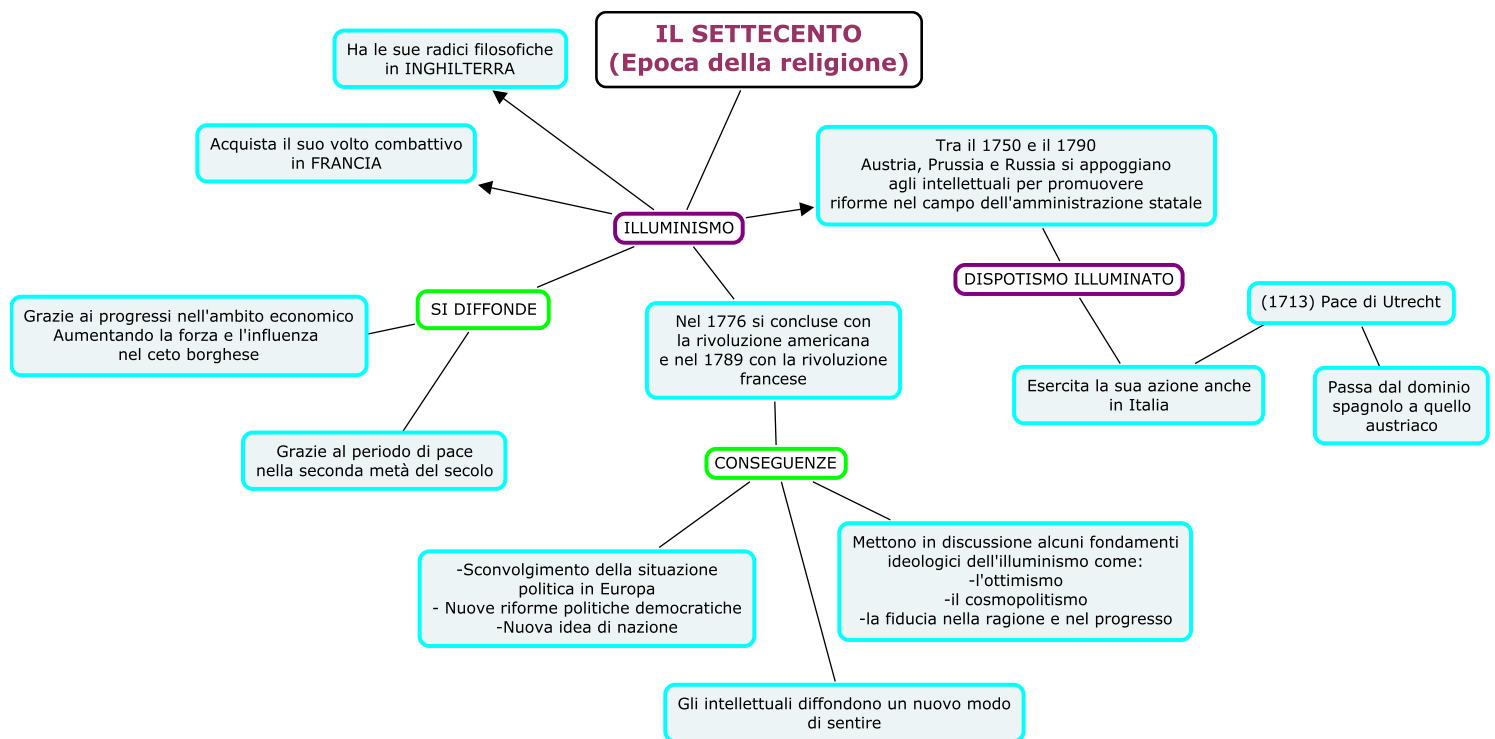 IL SETTECENTO
(Epoca della religione)
Ha le sue radici filosofiche
in INGHILTERRA
Acquista il suo volto combattivo
in FRANCIA
Tra il 1750 e il 1790
Austria, Prussia e Russia si appoggiano
agli intellettuali per promuovere
riforme nel campo dell'amministrazione statale
ILLUMINISMO
DISPOTISMO ILLUMINATO
SI DIFFONDE
Grazie ai progressi nell'ambito economico
Aumentando la forza e l'influenza
nel ceto borghese
Nel 1776 si concluse con
la rivoluzione americana
e nel 1789 con la rivoluzione
francese
(1713) Pace di Utrecht
Esercita la sua azione anche
in Italia
Passa dal dominio
spagnolo a quello
austriaco
Grazie al periodo di pace
nella seconda metà del secolo
CONSEGUENZE
-Sconvolgimento della situazione
politica in Europa
- Nuove riforme politiche democratiche
-Nuova idea di nazione
Mettono in discussione alcuni fondamenti
ideologici dell'illuminismo come:
-l'ottimismo
-il cosmopolitismo
-la fiducia nella ragione e nel progresso
Gli intellettuali diffondono un nuovo modo
di sentire